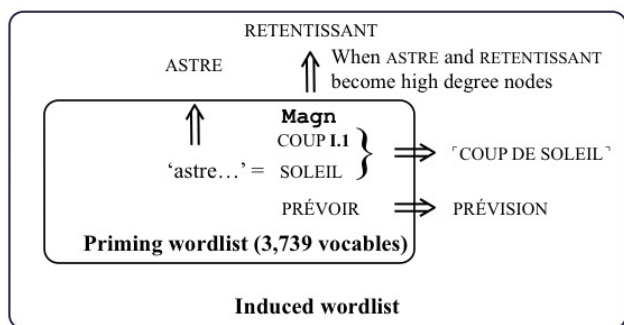 RETENTISSANT
ASTRE
When ASTRE and RETENTISSANT
become high degree nodes
Magn
COUP I.1
'astre…' = SOLEIL
⌜COUP DE SOLEIL⌝
PRÉVOIR
PRÉVISION
Priming wordlist (3,739 vocables)
Induced wordlist